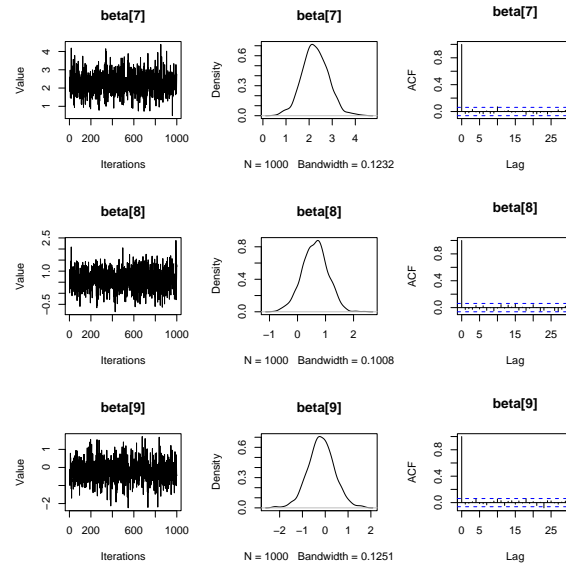 beta[7]
beta[7]
beta[7]
Value
1 2 3 4
0 200 600 1000
Iterations
Density
0.0 0.3 0.6
0 1 2 3 4
N = 1000 Bandwidth = 0.1232
ACF
0.0 0.4 0.8
0 5 15 25
Lag
beta[8]
beta[8]
beta[8]
Value
−0.5 1.0 2.5
0 200 600 1000
Iterations
Density
0.0 0.4 0.8
−1 0 1 2
N = 1000 Bandwidth = 0.1008
ACF
0.0 0.4 0.8
0 5 15 25
Lag
beta[9]
beta[9]
beta[9]
Value
−2 0 1
0 200 600 1000
Iterations
Density
0.0 0.3 0.6
−2 −1 0 1 2
N = 1000 Bandwidth = 0.1251
ACF
0.0 0.4 0.8
0 5 15 25
Lag